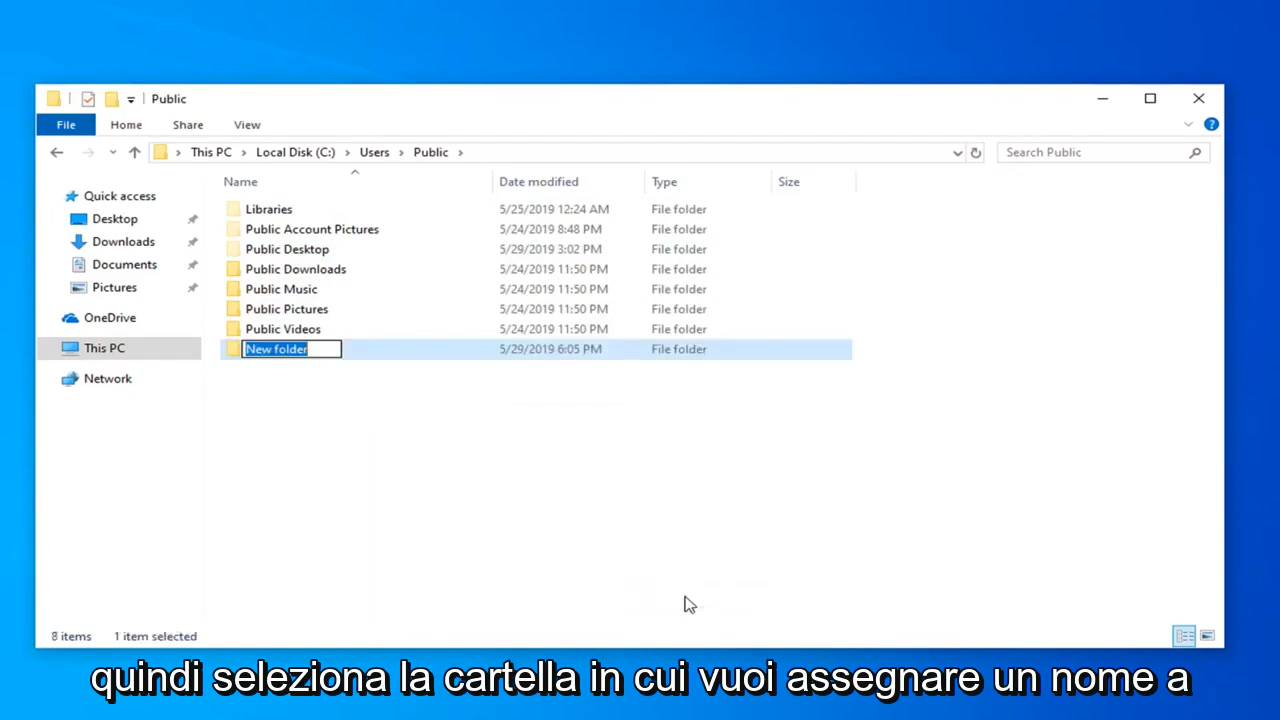 Public
File Home Share View
This PC Local Disk (C:) Users Public
Search Public
Name Date modified Type Size
Quick access
Desktop
Downloads
Documents
Pictures
OneDrive
This PC
Network
Libraries 5/25/2019 12:24 AM File folder
Public Account Pictures 5/24/2019 8:48 PM File folder
Public Desktop 5/29/2019 3:02 PM File folder
Public Downloads 5/24/2019 11:50 PM File folder
Public Music 5/24/2019 11:50 PM File folder
Public Pictures 5/24/2019 11:50 PM File folder
Public Videos 5/24/2019 11:50 PM File folder
New folder 5/29/2019 6:05 PM File folder
8 items 1 item selected
quindi seleziona la cartella in cui vuoi assegnare un nome a